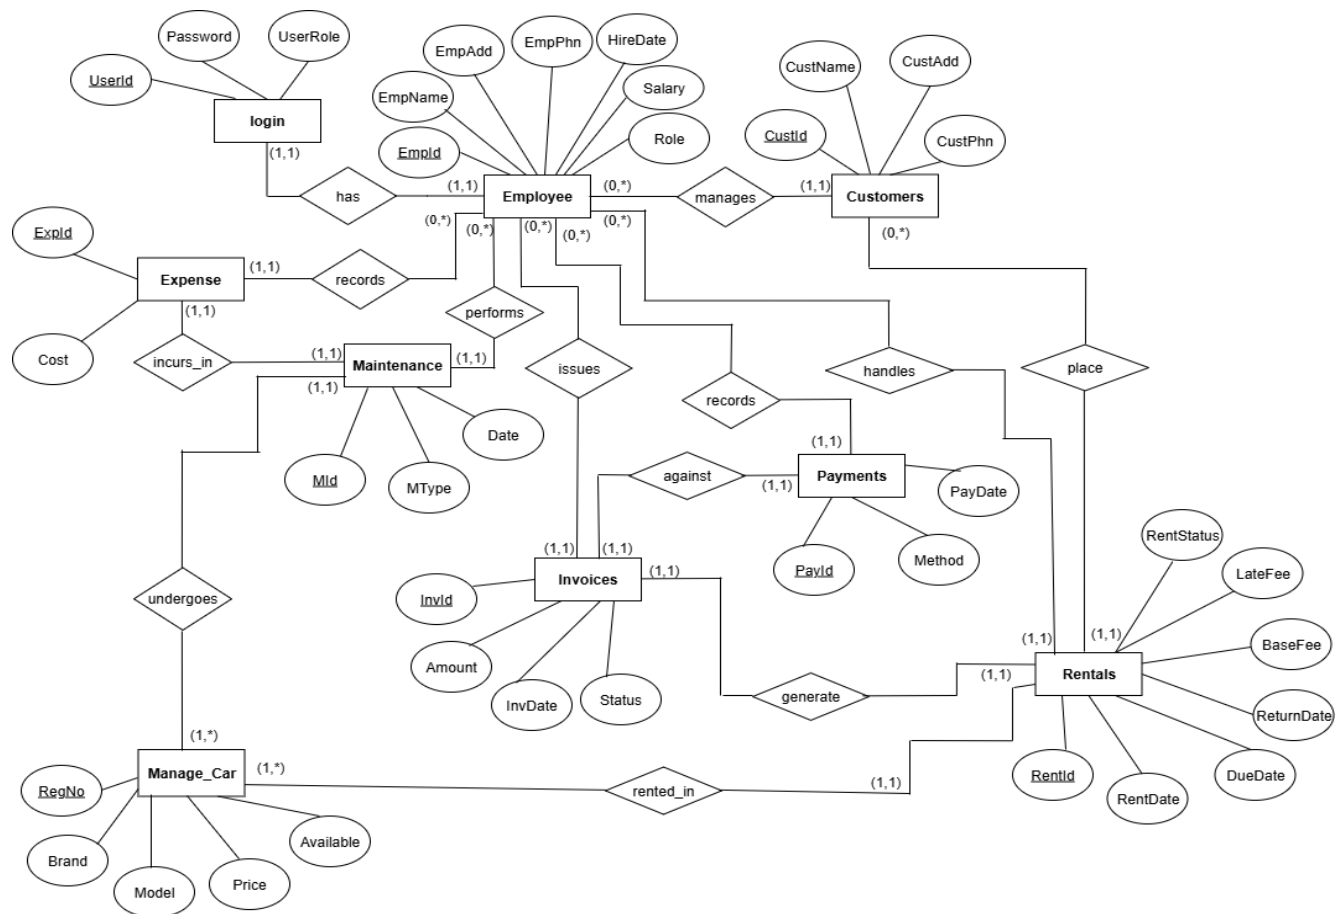 Password
UserRole
UserId
login
(1,1)
EmpAdd
EmpPhn
HireDate
EmpName
Salary
EmpId
Role
CustName
CustAdd
CustId
CustPhn
has
(1,1)
Employee
(0,*)
manages
(1,1)
Customers
(0,*)
(0,*)
(0,*)
(0,*)
(0,*)
(0,*)
ExpId
Expense
(1,1)
records
(1,1)
Cost
incurs_in
(1,1)
Maintenance
(1,1)
(1,1)
performs
issues
handles
place
records
Date
MId
MType
(1,1)
against
(1,1)
Payments
PayDate
PayId
Method
(1,1)
(1,1)
Invoices
(1,1)
InvId
Amount
InvDate
Status
undergoes
RentStatus
LateFee
BaseFee
(1,1)
(1,1)
Rentals
(1,1)
generate
ReturnDate
DueDate
RentId
RentDate
(1,*)
Manage_Car
(1,*)
rented_in
(1,1)
RegNo
Brand
Model
Price
Available